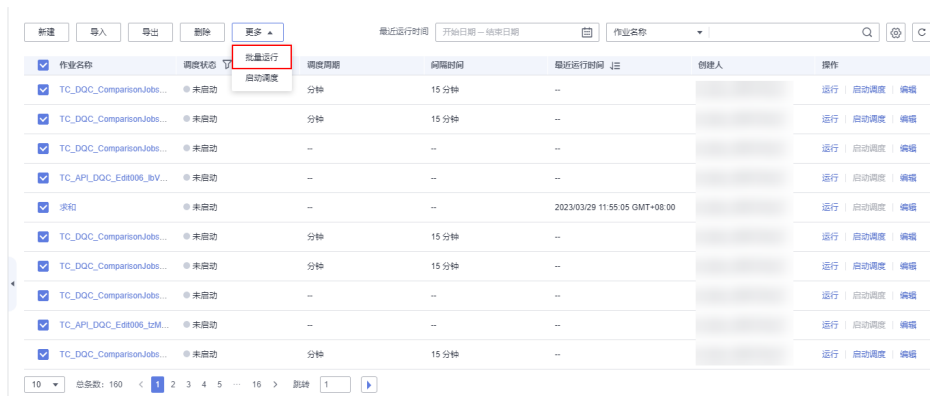 新建 导入 导出 删除 更多 最近运行时间 开始日期 – 结束日期 作业名称
批量运行
启动调度
作业名称 调度状态 调度周期 间隔时间 最近运行时间 创建人 操作
TC_DQC_ComparisonJobs... 未启动 分钟 15 分钟 -- 运行 启动调度 编辑
TC_DQC_ComparisonJobs... 未启动 分钟 15 分钟 -- 运行 启动调度 编辑
TC_DQC_ComparisonJobs... 未启动 -- -- -- 运行 启动调度 编辑
TC_API_DQC_Edit006_lbV... 未启动 -- -- -- 运行 启动调度 编辑
求和 未启动 -- -- 2023/03/29 11:55:05 GMT+08:00 运行 启动调度 编辑
TC_DQC_ComparisonJobs... 未启动 分钟 15 分钟 -- 运行 启动调度 编辑
TC_DQC_ComparisonJobs... 未启动 分钟 15 分钟 -- 运行 启动调度 编辑
TC_DQC_ComparisonJobs... 未启动 -- -- -- 运行 启动调度 编辑
TC_API_DQC_Edit006_tzM... 未启动 -- -- -- 运行 启动调度 编辑
TC_DQC_ComparisonJobs... 未启动 分钟 15 分钟 -- 运行 启动调度 编辑
10 总条数: 160 < 1 2 3 4 5 ... 16 > 跳转 1